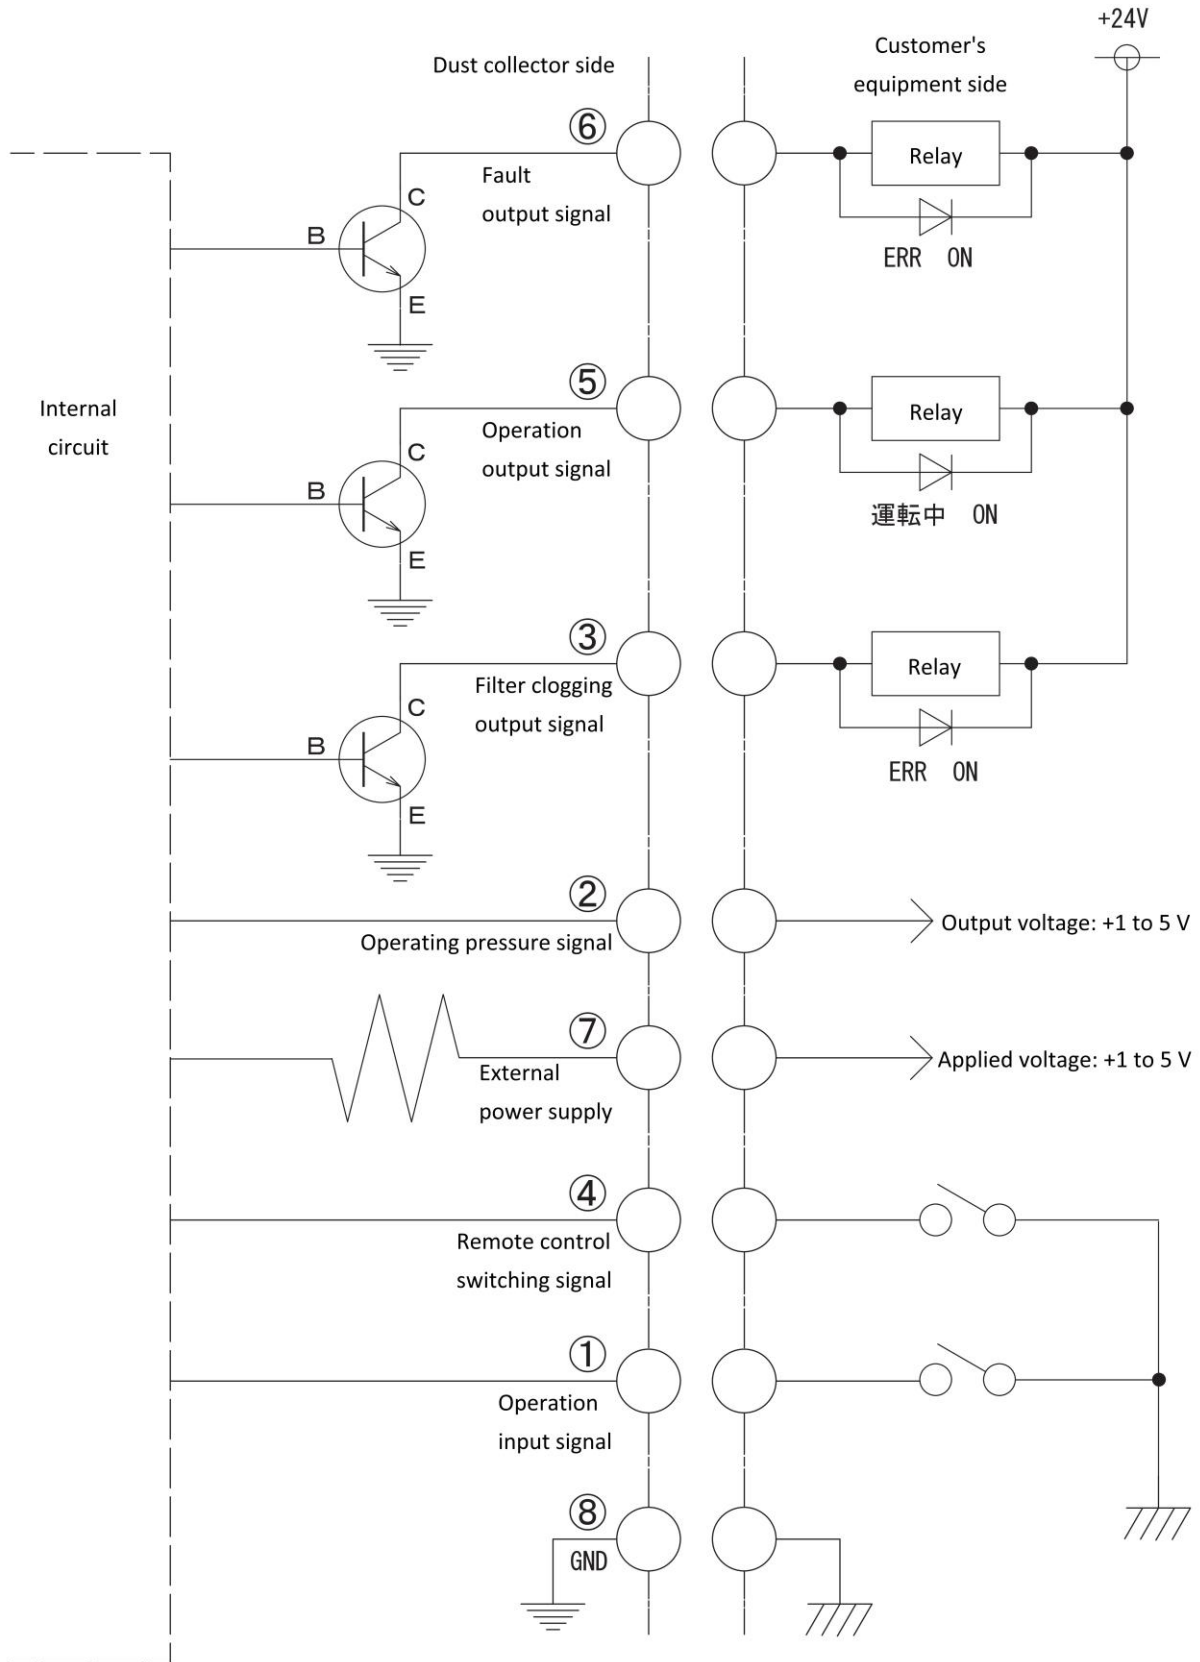 +24V
Dust collector side
Customer's
equipment side
⑥
Relay
Fault
output signal
C
B
E
ERR ON
Internal
circuit
⑤
Relay
Operation
output signal
C
B
E
運転中 ON
③
Relay
Filter clogging
output signal
C
B
E
ERR ON
②
Operating pressure signal
Output voltage: +1 to 5 V
⑦
External
power supply
Applied voltage: +1 to 5 V
④
Remote control
switching signal
①
Operation
input signal
⑧
GND